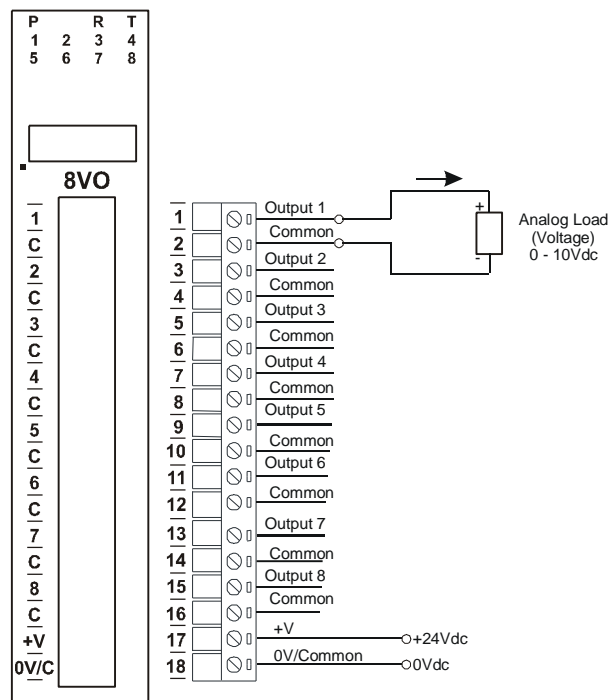 P R T
1 2 3 4
5 6 7 8
8VO
1
C
2
C
3
C
4
C
5
C
6
C
7
C
8
C
+V
0V/C
1 Output 1
2 Common
3 Output 2
4 Common
5 Output 3
6 Common
7 Output 4
8 Common
9 Output 5
10 Common
11 Output 6
12 Common
13 Output 7
14 Common
15 Output 8
16 Common
17 +V +24Vdc
18 0V/Common 0Vdc
+
-
Analog Load
(Voltage)
0 - 10Vdc